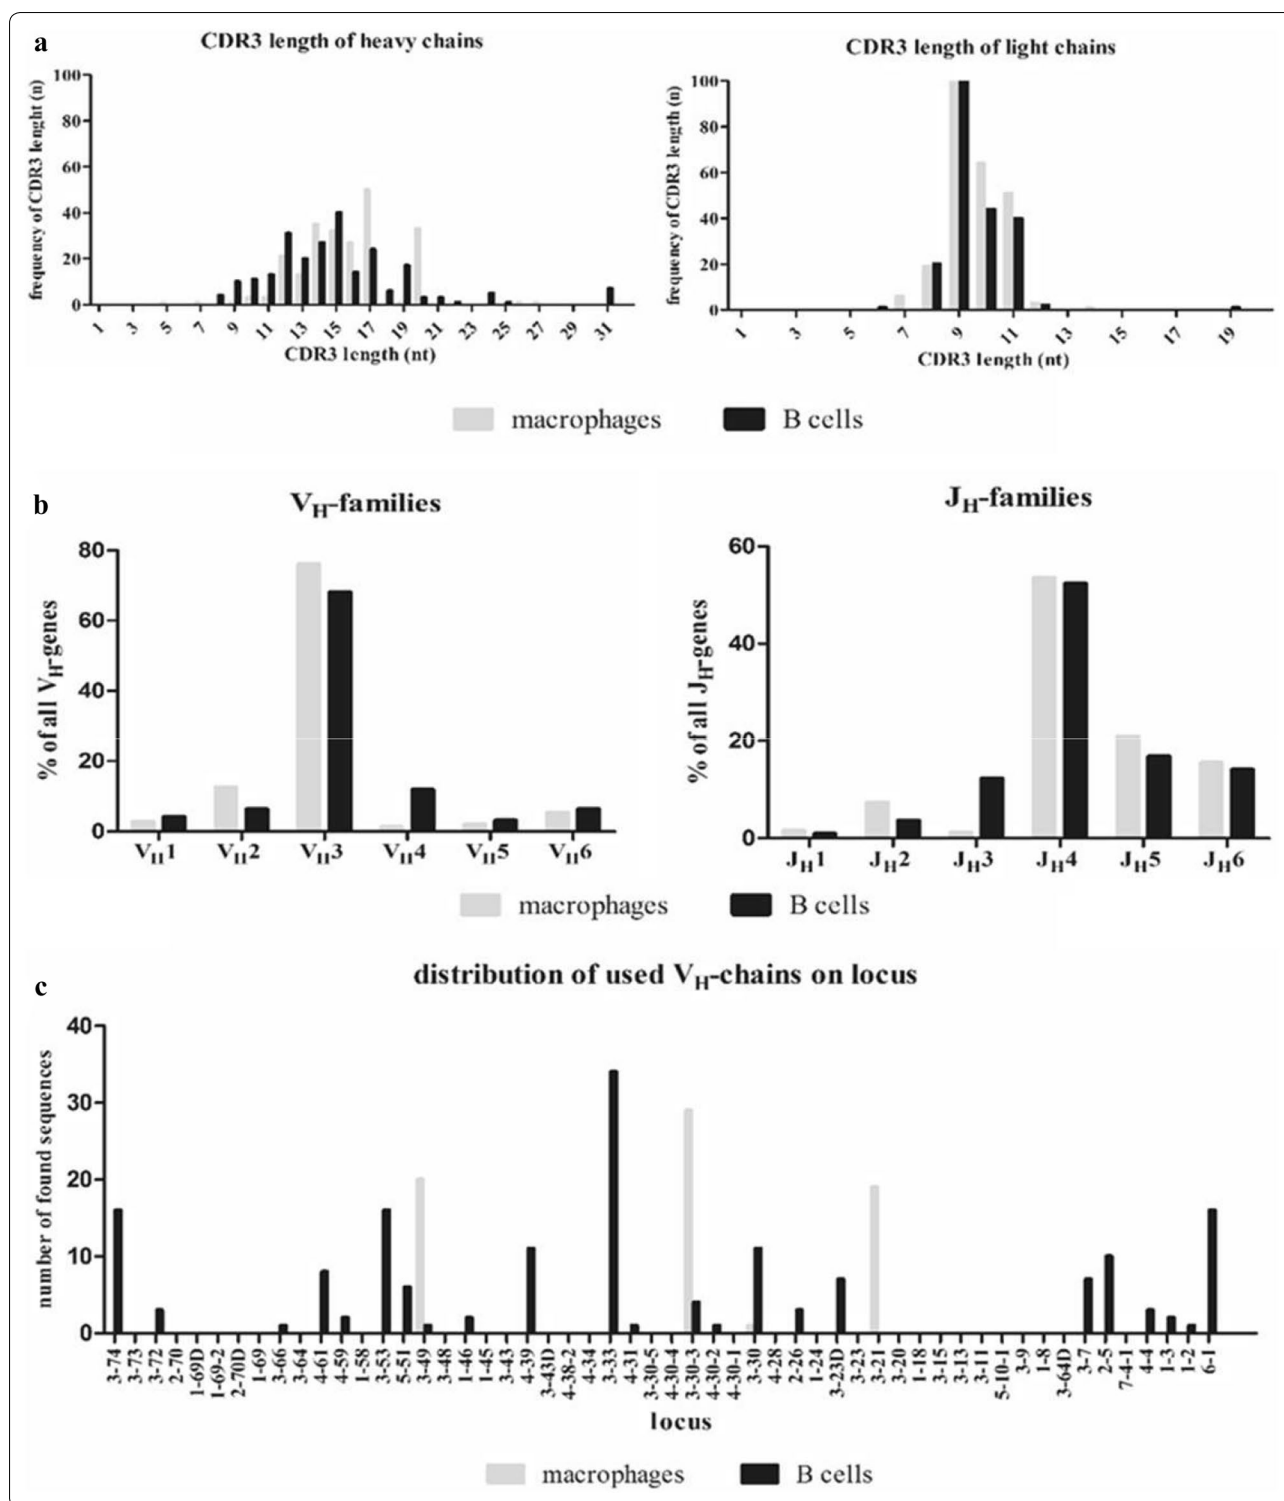 a
CDR3 length of heavy chains
frequency of CDR3 lenght (n)
100
80
60
40
20
0
1 3 5 7 9 11 13 15 17 19 21 23 25 27 29 31
CDR3 length (nt)
CDR3 length of light chains
frequency of CDR3 length (n)
100
80
60
40
20
0
1 3 5 7 9 11 13 15 17 19
CDR3 length (nt)
macrophages B cells
b
VH-families
% of all VH-genes
80
60
40
20
0
VH1 VH2 VH3 VH4 VH5 VH6
JH-families
% of all JH-genes
60
40
20
0
JH1 JH2 JH3 JH4 JH5 JH6
macrophages B cells
c
distribution of used VH-chains on locus
number of found sequences
40
30
20
10
0
3-74 3-73 3-72 2-70 1-69D 1-69-2 2-70D 1-69 3-66 3-64 4-61 4-59 1-58 3-53 5-51 3-49 3-48 1-46 1-45 3-43 4-39 3-43D 4-38-2 4-34 3-33 4-31 3-30-5 4-30-4 3-30-3 4-30-2 4-30-1 3-30 4-28 2-26 1-24 3-23D 3-23 3-21 3-20 1-18 3-15 3-13 3-11 5-10-1 3-9 1-8 3-64D 3-7 2-5 7-4-1 4-4 1-3 1-2 6-1
locus
macrophages B cells